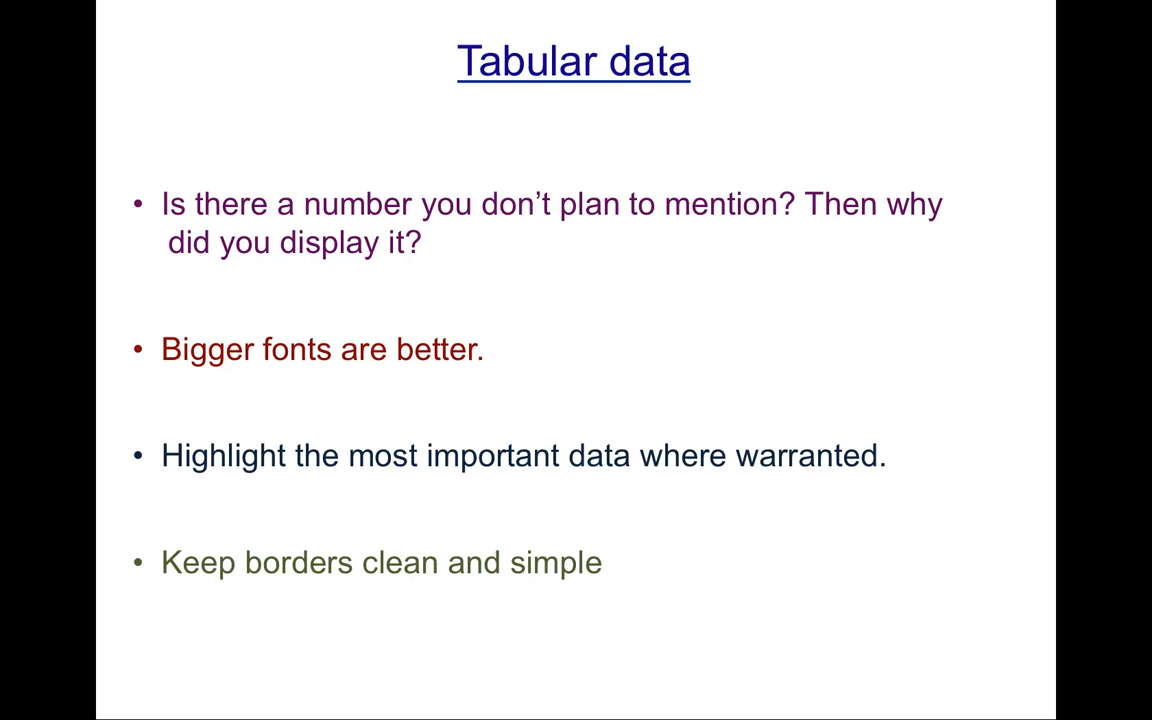 Tabular data
• Is there a number you don’t plan to mention? Then why
did you display it?
• Bigger fonts are better.
• Highlight the most important data where warranted.
• Keep borders clean and simple